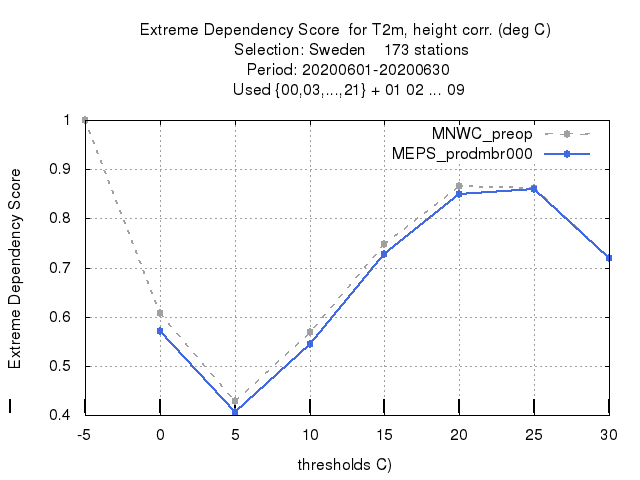 Extreme Dependency Score for T2m, height corr. (deg C)
Selection: Sweden 173 stations
Period: 20200601-20200630
Used {00,03,...,21} + 01 02 ... 09
MNWC_preop
MEPS_prodmbr000
Extreme Dependency Score
1
0.9
0.8
0.7
0.6
0.5
0.4
-5 0 5 10 15 20 25 30
thresholds C)